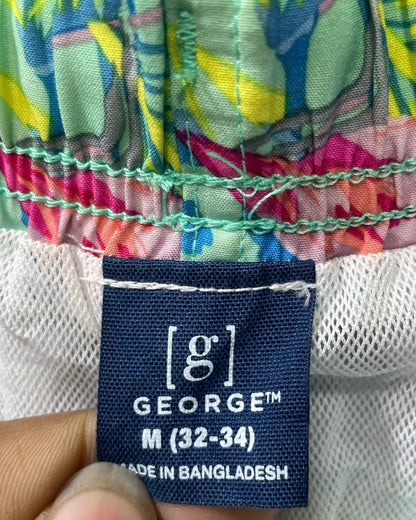 [g]
GEORGE™
M (32-34)
MADE IN BANGLADESH